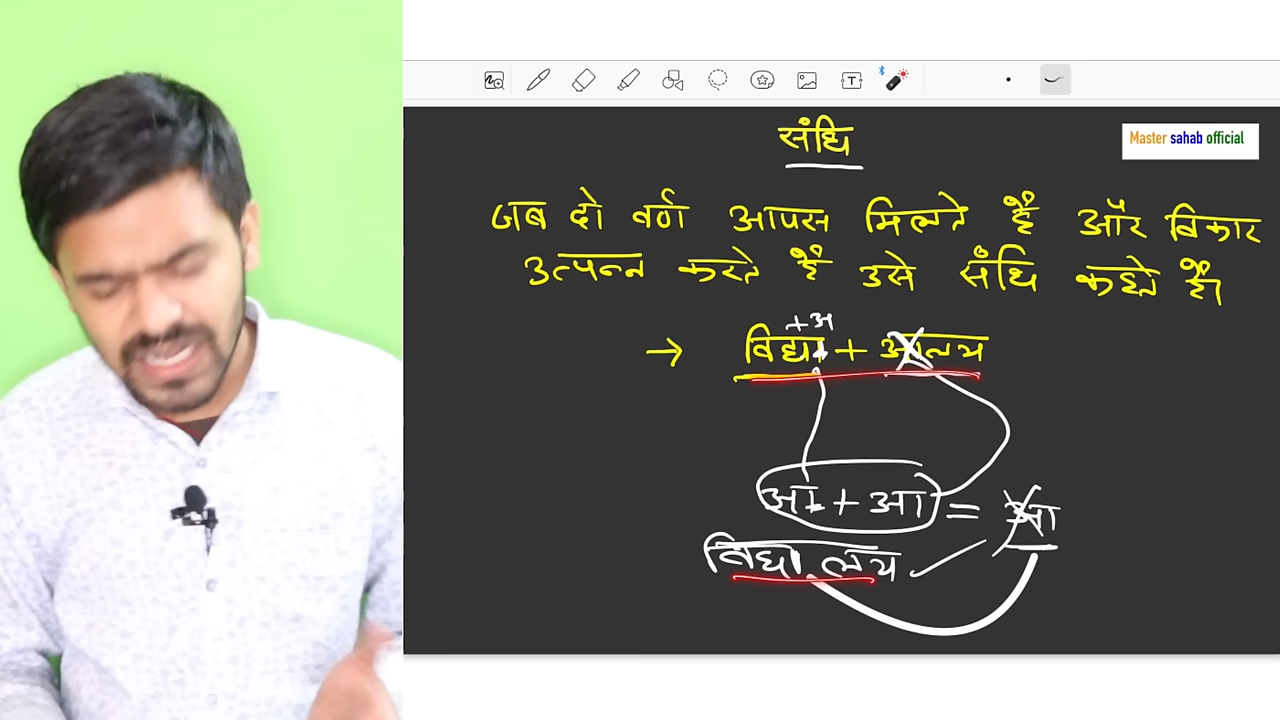 संधि
Master sahab official
जब दो वर्ण आपस मिलते हैं और विकार
उत्पन्न करते हैं उसे संधि कहते हैं।
+अ
→ विद्या + आलय
आ + आ = आ
विद्यालय